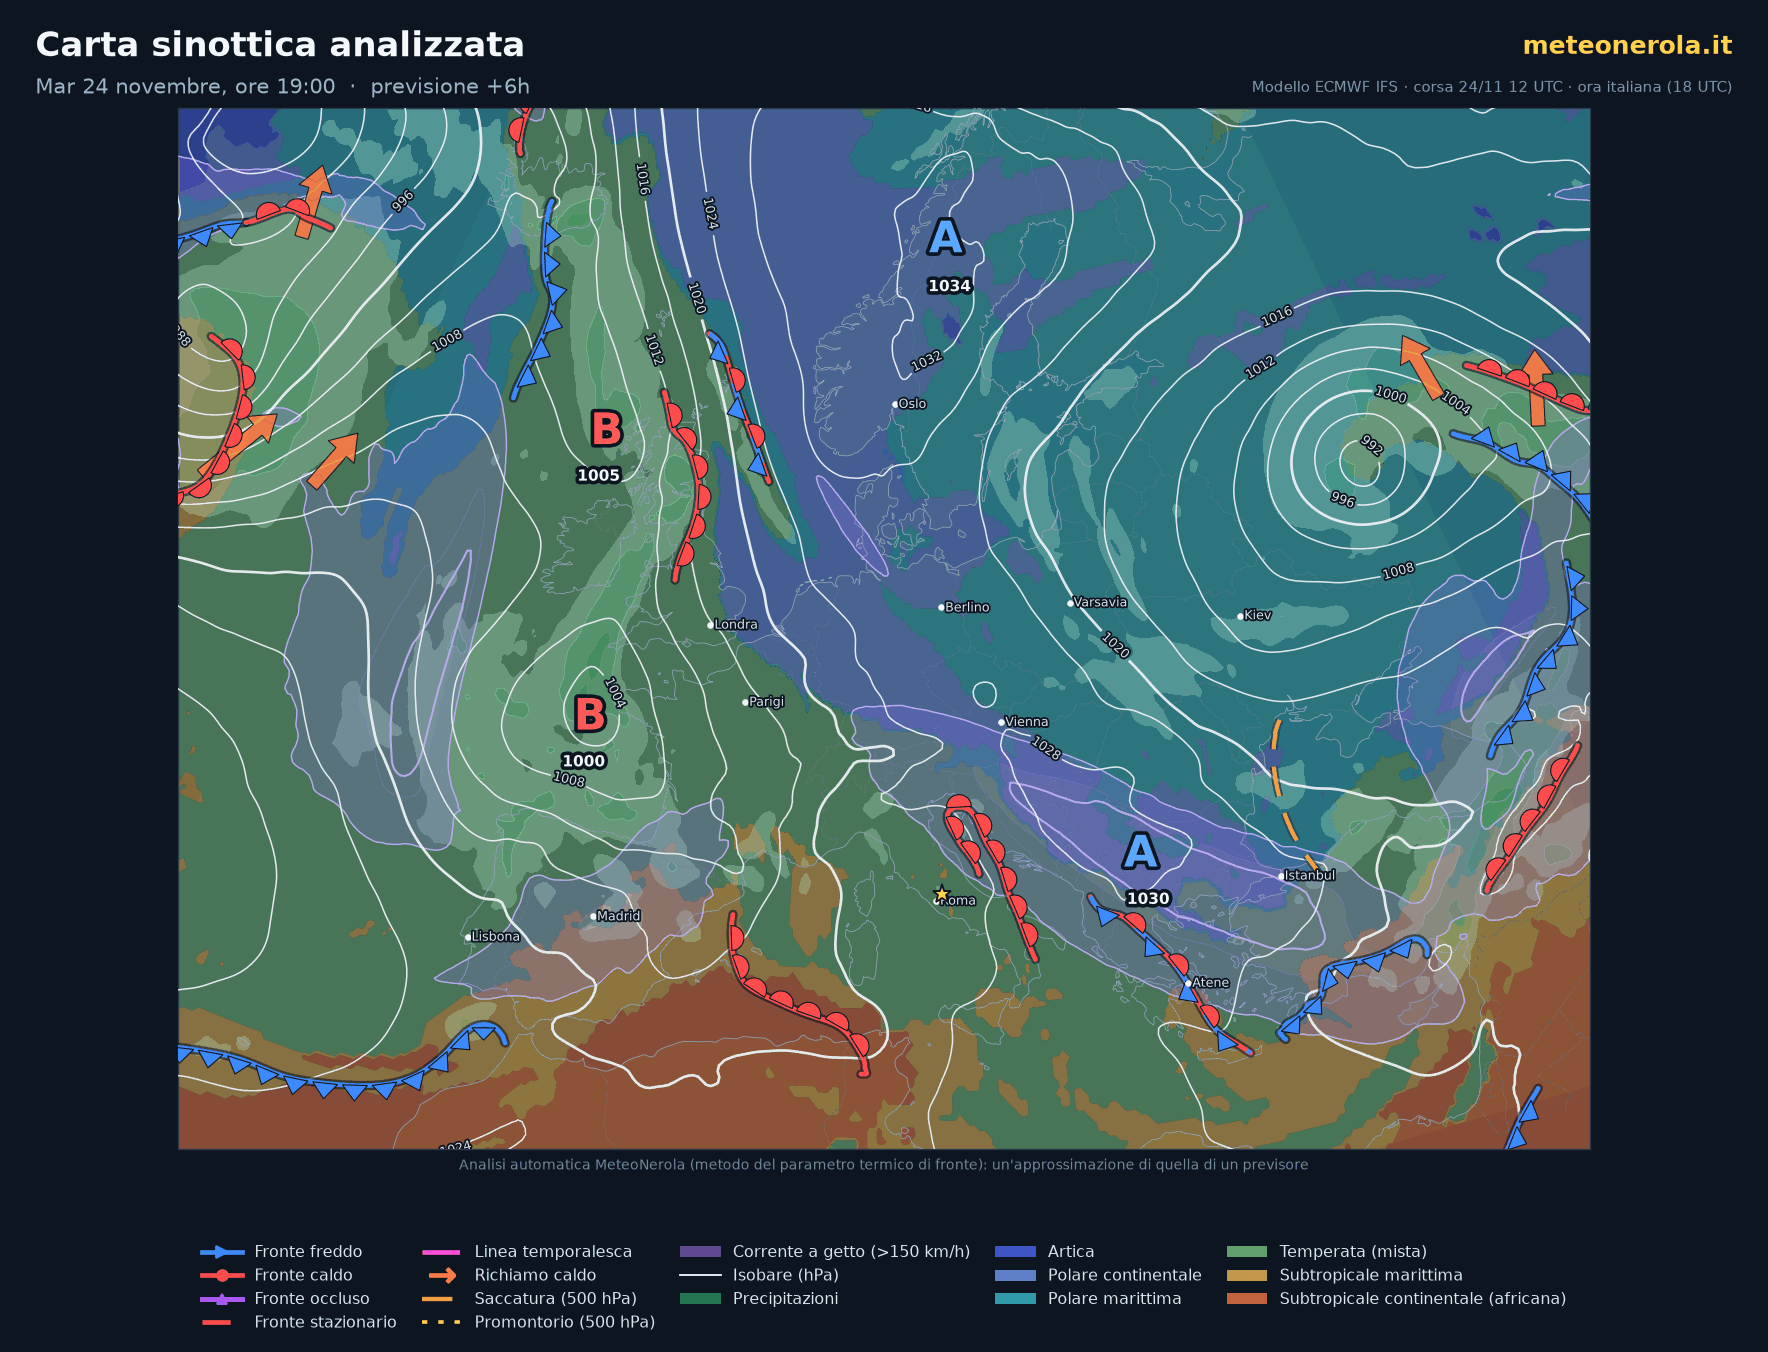 Carta sinottica analizzata
meteonerola.it
Mar 24 novembre, ore 19:00 · previsione +6h
Modello ECMWF IFS · corsa 24/11 12 UTC · ora italiana (18 UTC)
996
1016
1024
A
1034
1020
1016
1008
1012
1032
1012
1000
1004
Oslo
B
1005
992
996
1008
Berlino
Varsavia
Kiev
Londra
1020
1004
Parigi
B
1000
1008
Vienna
1028
A
1030
Istanbul
Roma
Madrid
Lisbona
Atene
1024
Analisi automatica MeteoNerola (metodo del parametro termico di fronte): un'approssimazione di quella di un previsore
Fronte freddo
Fronte caldo
Fronte occluso
Fronte stazionario
Linea temporalesca
Richiamo caldo
Saccatura (500 hPa)
Promontorio (500 hPa)
Corrente a getto (>150 km/h)
Isobare (hPa)
Precipitazioni
Artica
Polare continentale
Polare marittima
Temperata (mista)
Subtropicale marittima
Subtropicale continentale (africana)